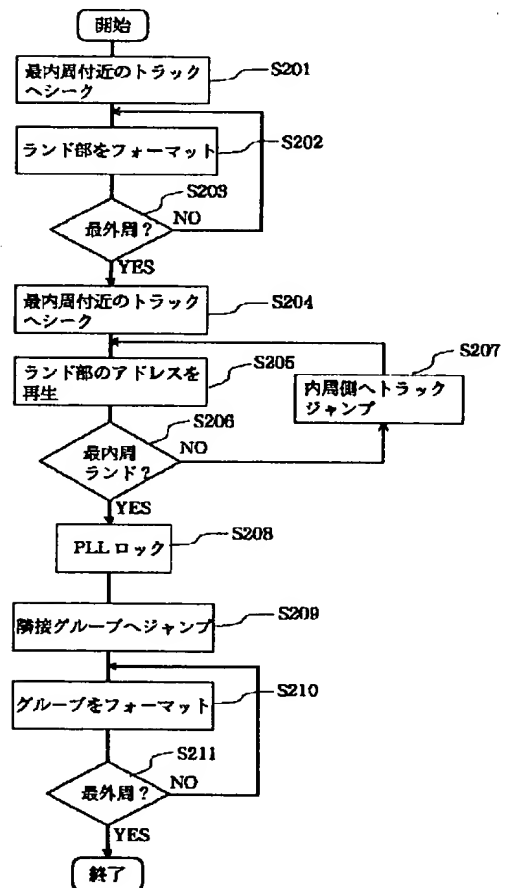 開始
最内周付近のトラック
へシーク
S201
ランド部をフォーマット
S202
S203
最外周？
NO
YES
最内周付近のトラック
へシーク
S204
ランド部のアドレスを
再生
S205
S207
内周側へトラック
ジャンプ
S206
最内周
ランド？
NO
YES
PLLロック
S208
隣接グルーブへジャンプ
S209
グルーブをフォーマット
S210
S211
最外周？
NO
YES
終了